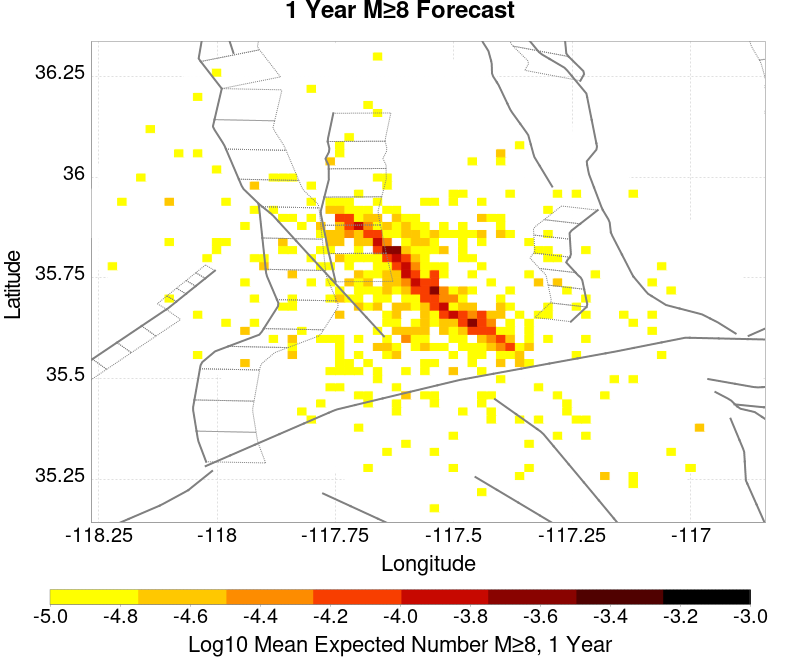 1 Year M≥8 Forecast
36.25
36
35.75
35.5
35.25
Latitude
-118.25 -118 -117.75 -117.5 -117.25 -117
Longitude
-5.0 -4.8 -4.6 -4.4 -4.2 -4.0 -3.8 -3.6 -3.4 -3.2 -3.0
Log10 Mean Expected Number M≥8, 1 Year